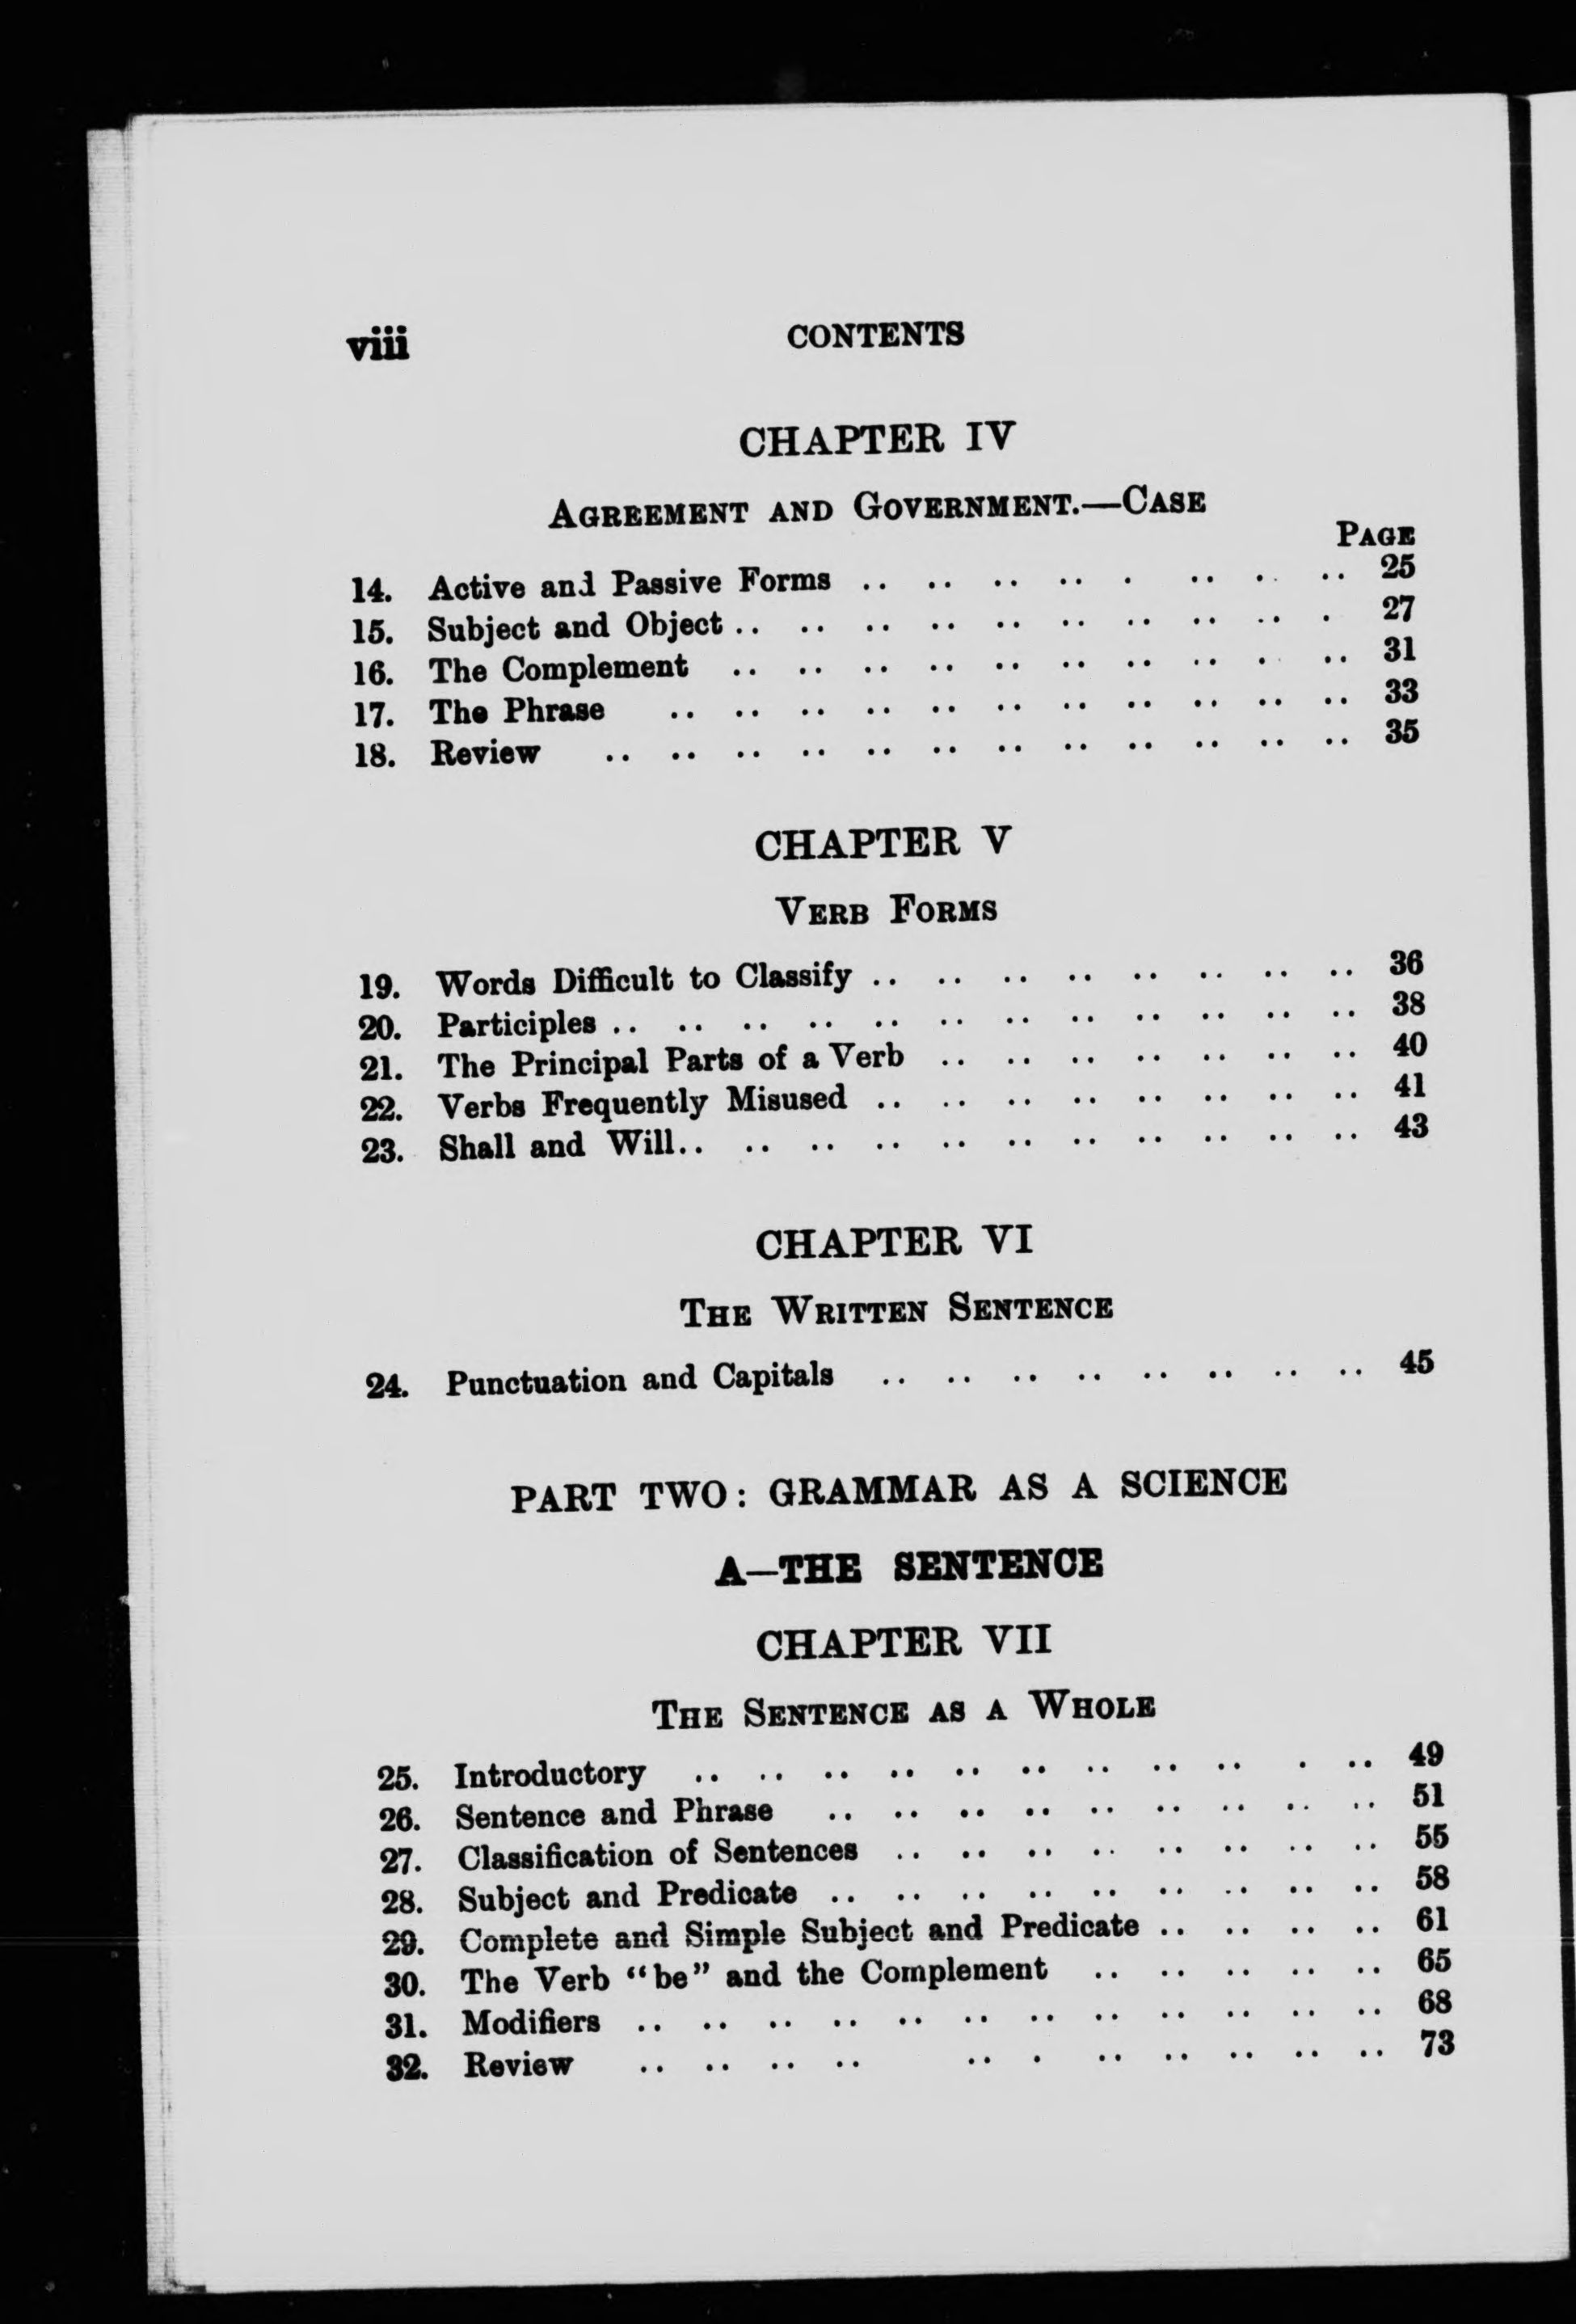 viii CONTENTS
CHAPTER IV
AGREEMENT AND GOVERNMENT.—CASE
PAGE
14. Active and Passive Forms .. .. .. .. . .. . .. 25
15. Subject and Object .. .. .. .. .. .. .. .. .. . 27
16. The Complement .. .. .. .. .. .. .. .. . .. 31
17. The Phrase .. .. .. .. .. .. .. .. .. .. .. 33
18. Review .. .. .. .. .. .. .. .. .. .. .. .. 35
CHAPTER V
VERB FORMS
19. Words Difficult to Classify .. .. .. .. .. .. .. .. 36
20. Participles .. .. .. .. .. .. .. .. .. .. .. .. 38
21. The Principal Parts of a Verb .. .. .. .. .. .. .. 40
22. Verbs Frequently Misused .. .. .. .. .. .. .. .. 41
23. Shall and Will .. .. .. .. .. .. .. .. .. .. .. 43
CHAPTER VI
THE WRITTEN SENTENCE
24. Punctuation and Capitals .. .. .. .. .. .. .. .. 45
PART TWO: GRAMMAR AS A SCIENCE
A—THE SENTENCE
CHAPTER VII
THE SENTENCE AS A WHOLE
25. Introductory .. .. .. .. .. .. .. .. .. . .. 49
26. Sentence and Phrase .. .. .. .. .. .. .. .. .. 51
27. Classification of Sentences .. .. .. .. .. .. .. .. 55
28. Subject and Predicate .. .. .. .. .. .. .. .. .. 58
29. Complete and Simple Subject and Predicate .. .. .. .. 61
30. The Verb “be” and the Complement .. .. .. .. .. 65
31. Modifiers .. .. .. .. .. .. .. .. .. .. .. .. 68
32. Review .. .. .. .. .. . .. .. .. .. .. 73